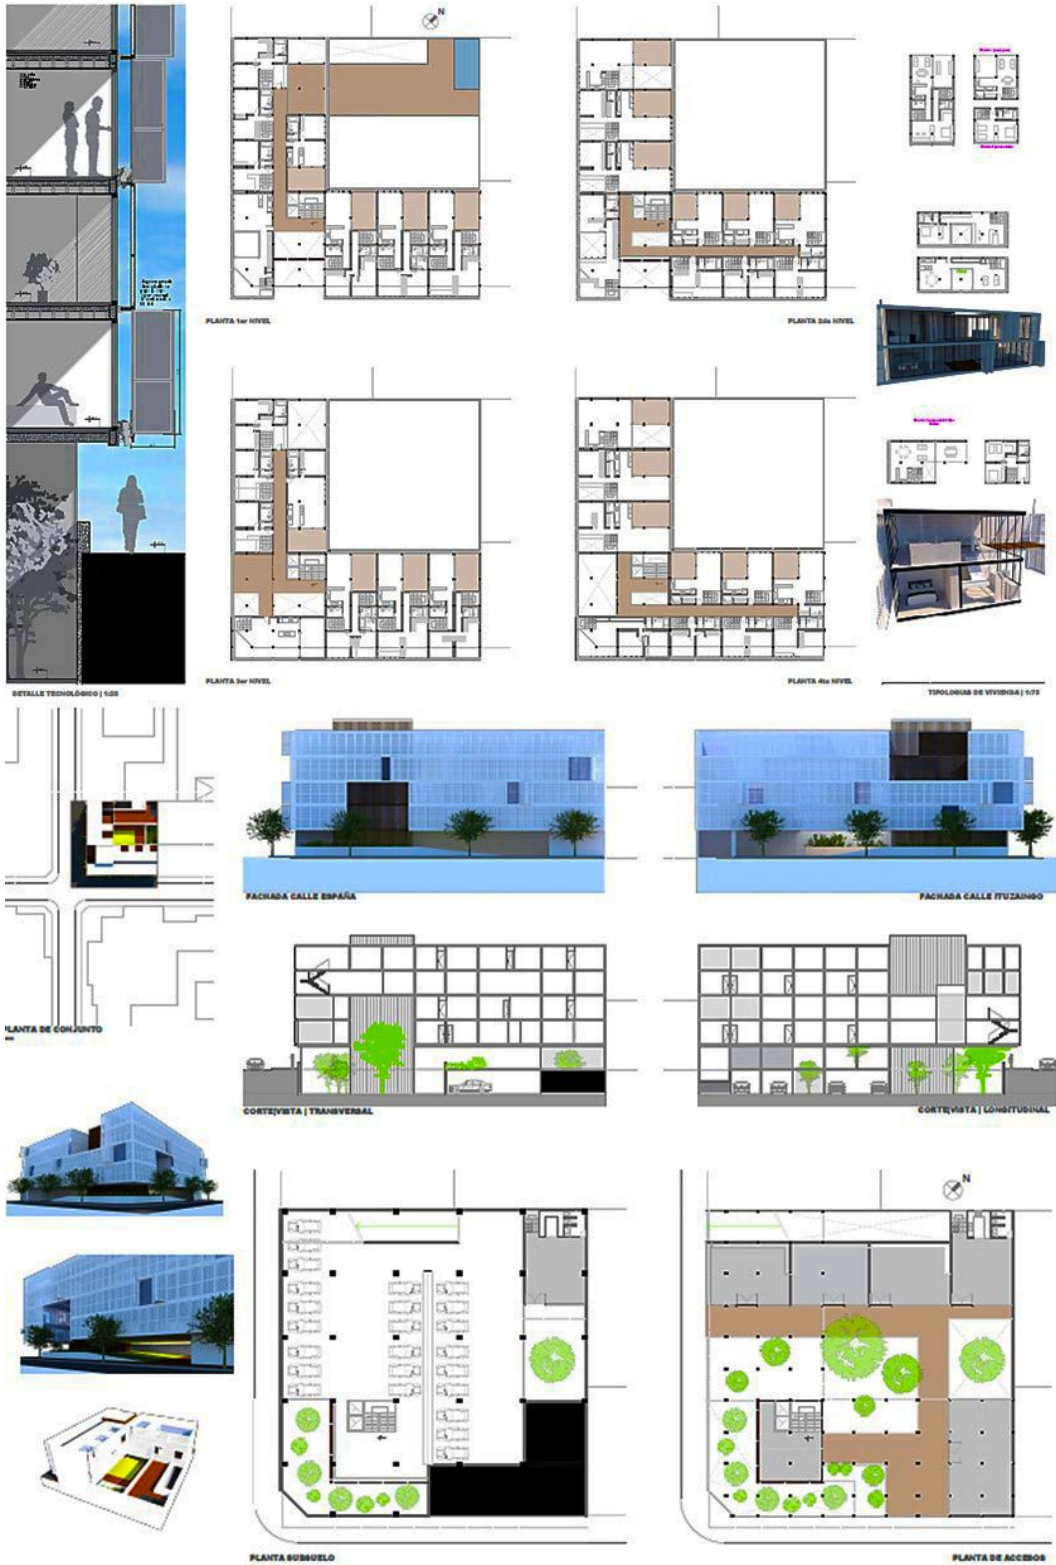 N
PLANTA 1er NIVEL
PLANTA 2do NIVEL
PLANTA 3er NIVEL
PLANTA 4to NIVEL
DETALLE TECNOLÓGICO | 1:20
TIPOLOGIAS DE VIVIENDA | 1:75
FACHADA CALLE ESPAÑA
FACHADA CALLE ITUZAINGO
PLANTA DE CONJUNTO
CORTE|VISTA | TRANSVERSAL
CORTE|VISTA | LONGITUDINAL
N
PLANTA SUBSUELO
PLANTA DE ACCESOS